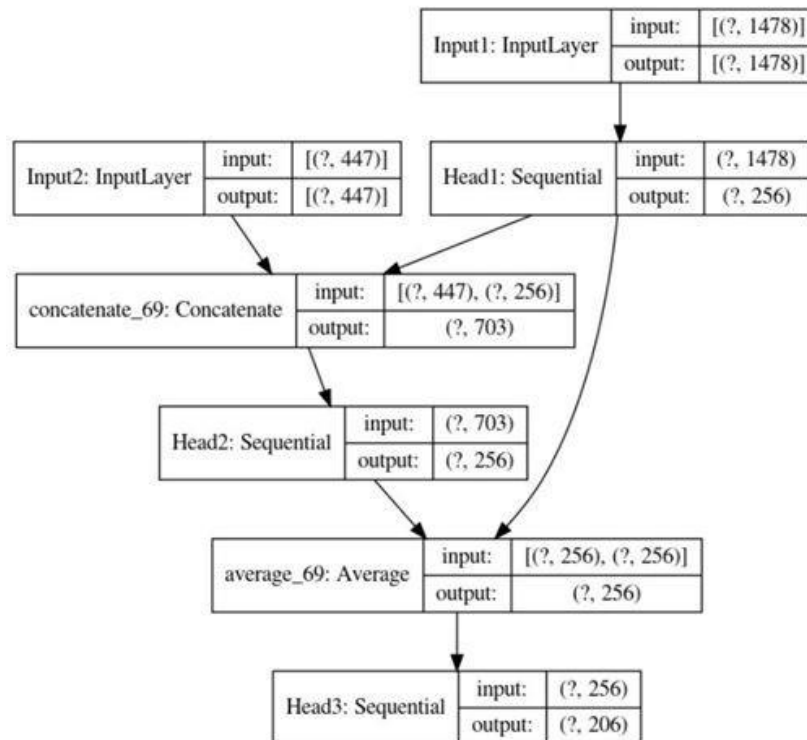 Input1: InputLayer
input: [(?, 1478)]
output: [(?, 1478)]
Input2: InputLayer
input: [(?, 447)]
output: [(?, 447)]
Head1: Sequential
input: (?, 1478)
output: (?, 256)
concatenate_69: Concatenate
input: [(?, 447), (?, 256)]
output: (?, 703)
Head2: Sequential
input: (?, 703)
output: (?, 256)
average_69: Average
input: [(?, 256), (?, 256)]
output: (?, 256)
Head3: Sequential
input: (?, 256)
output: (?, 206)